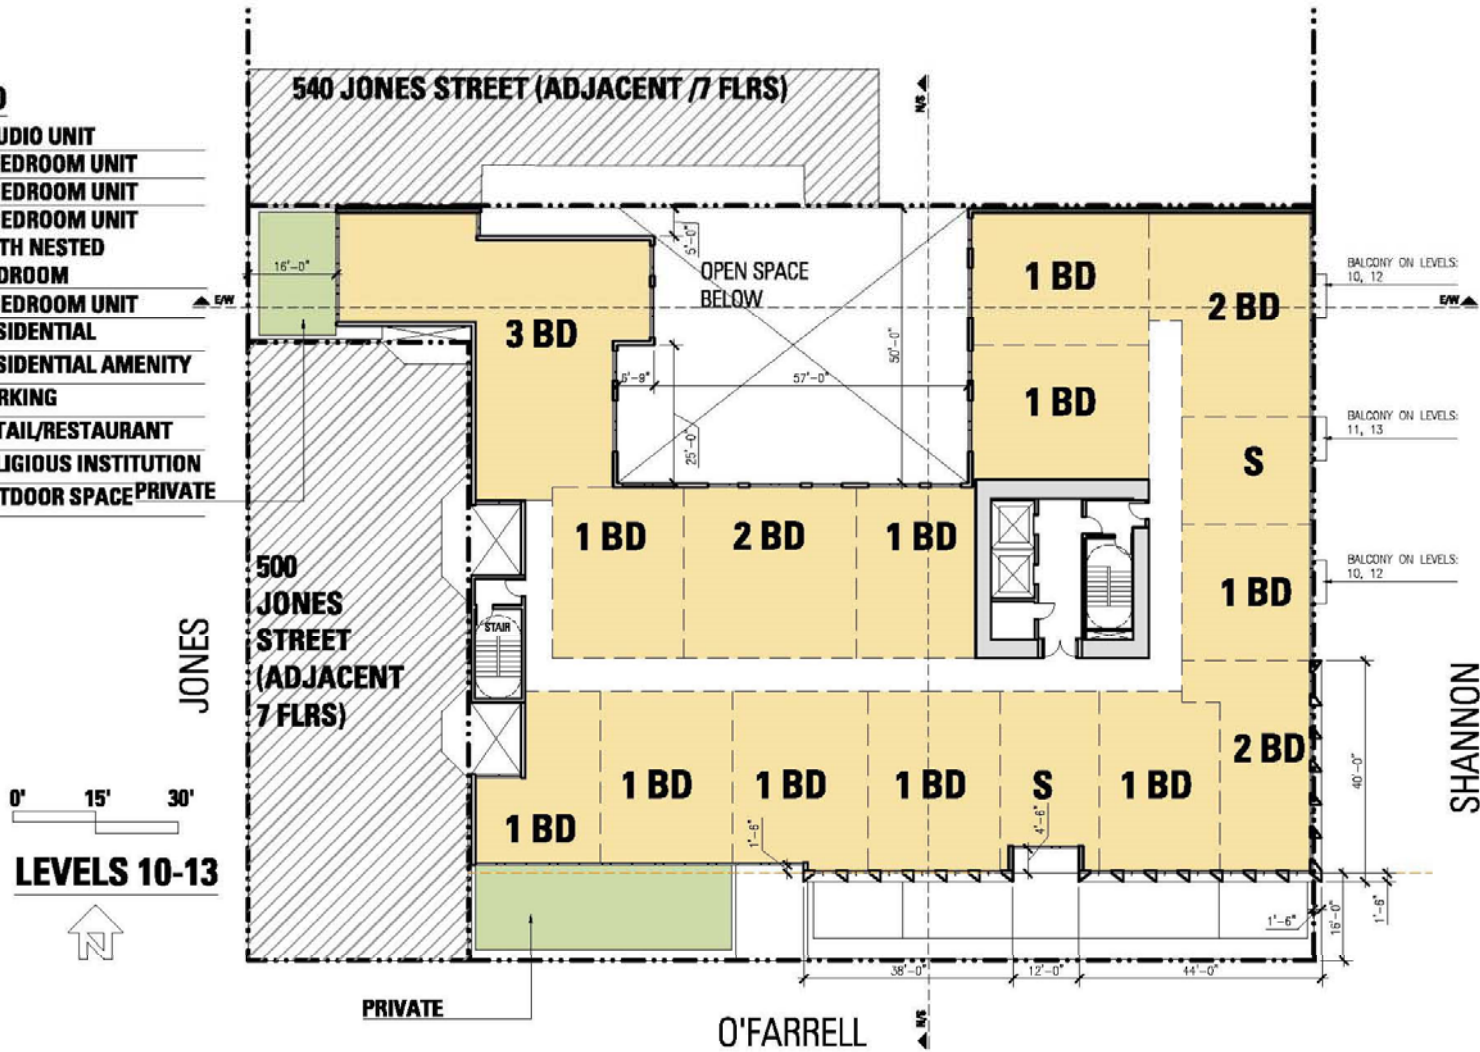 540 JONES STREET (ADJACENT /7 FLRS)
N/S
UDIO UNIT
EDROOM UNIT
EDROOM UNIT
EDROOM UNIT
TH NESTED
DROOM
EDROOM UNIT
SIDENTIAL
SIDENTIAL AMENITY
RKING
TAIL/RESTAURANT
LIGIOUS INSTITUTION
TDOOR SPACE PRIVATE
E/W
16'-0"
5'-0"
OPEN SPACE
BELOW
3 BD
50'-0"
6'-9"
57'-0"
25'-0"
1 BD
2 BD
1 BD
S
1 BD
BALCONY ON LEVELS:
10, 12
E/W
BALCONY ON LEVELS:
11, 13
BALCONY ON LEVELS:
10, 12
1 BD
2 BD
1 BD
500
JONES
STREET
(ADJACENT
7 FLRS)
STAIR
JONES
SHANNON
1 BD
1 BD
1 BD
1 BD
S
1 BD
2 BD
40'-0"
1'-6"
4'-6"
1'-6"
16'-0"
1'-6"
38'-0"
12'-0"
44'-0"
0' 15' 30'
LEVELS 10-13
N
PRIVATE
O'FARRELL
N/S